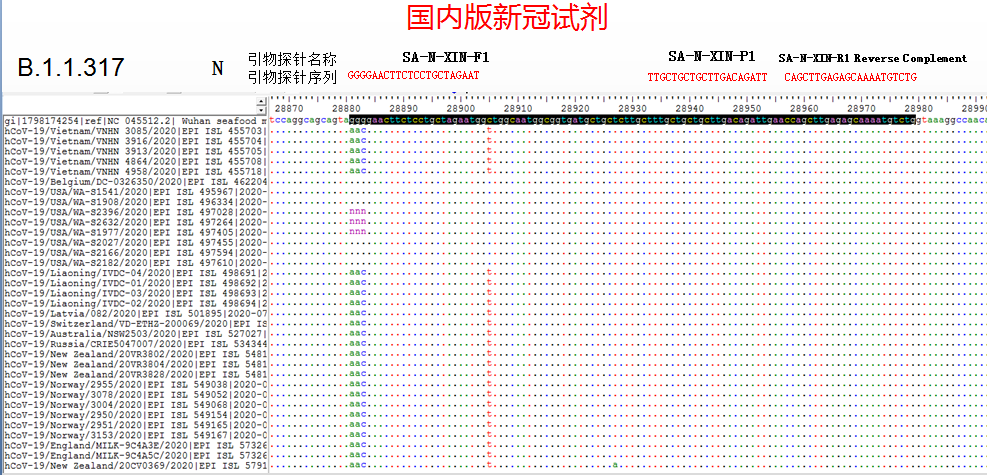 国内版新冠试剂
B.1.1.317 N 引物探针名称 SA-N-XIN-F1 SA-N-XIN-P1 SA-N-XIN-R1 Reverse Complement
引物探针序列 GGGGAACTTCTCCTGCTAGAAT TTGCTGCTGCTTGACAGATT CAGCTTGAGAGCAAAATGTCTG
28870 28880 28890 28900 28910 28920 28930 28940 28950 28960 28970 28980 2899
gi|1798174254|ref|NC 045512.2| Wuhan seafood m tccaggcagcagtaggggaacttctcctgctagaatggctggcaatggcggtgatgctgctcttgctttgctgctgctgcttgacagattgaaccagcttgagagcaaaatgtctggtaaaggccaaca
hCoV-19/Vietnam/VNHN 3085/2020|EPI ISL 455703| aac t
hCoV-19/Vietnam/VNHN 3916/2020|EPI ISL 455704| aac t
hCoV-19/Vietnam/VNHN 3913/2020|EPI ISL 455705| aac t
hCoV-19/Vietnam/VNHN 4864/2020|EPI ISL 455708| aac t
hCoV-19/Vietnam/VNHN 4958/2020|EPI ISL 455718| aac t
hCoV-19/Belgium/DC-0326350/2020|EPI ISL 462204
hCoV-19/USA/WA-S1541/2020|EPI ISL 495967|2020-
hCoV-19/USA/WA-S1908/2020|EPI ISL 496334|2020-
hCoV-19/USA/WA-S2396/2020|EPI ISL 497028|2020- nnn
hCoV-19/USA/WA-S2632/2020|EPI ISL 497264|2020- nnn
hCoV-19/USA/WA-S1977/2020|EPI ISL 497405|2020- nnn
hCoV-19/USA/WA-S2027/2020|EPI ISL 497455|2020-
hCoV-19/USA/WA-S2166/2020|EPI ISL 497594|2020-
hCoV-19/USA/WA-S2182/2020|EPI ISL 497610|2020-
hCoV-19/Liaoning/IVDC-04/2020|EPI ISL 498691|2 aac t
hCoV-19/Liaoning/IVDC-01/2020|EPI ISL 498692|2 aac t
hCoV-19/Liaoning/IVDC-03/2020|EPI ISL 498693|2 aac t
hCoV-19/Liaoning/IVDC-02/2020|EPI ISL 498694|2 aac t
hCoV-19/Latvia/082/2020|EPI ISL 501895|2020-07 aac t
hCoV-19/Switzerland/VD-ETHZ-200069/2020|EPI IS aac t
hCoV-19/Australia/NSW2503/2020|EPI ISL 527027| aac t
hCoV-19/Russia/CRIE5047007/2020|EPI ISL 534344 aac t
hCoV-19/New Zealand/20VR3802/2020|EPI ISL 5481 aac t
hCoV-19/New Zealand/20VR3804/2020|EPI ISL 5481 aac t
hCoV-19/New Zealand/20VR3828/2020|EPI ISL 5481 aac t
hCoV-19/Norway/2955/2020|EPI ISL 549038|2020-0 aac t
hCoV-19/Norway/3078/2020|EPI ISL 549052|2020-0 aac t
hCoV-19/Norway/3004/2020|EPI ISL 549068|2020-0 aac t
hCoV-19/Norway/2950/2020|EPI ISL 549154|2020-0 aac t
hCoV-19/Norway/2951/2020|EPI ISL 549165|2020-0 aac t
hCoV-19/Norway/3153/2020|EPI ISL 549167|2020-0 aac t
hCoV-19/England/MILK-9C4A3E/2020|EPI ISL 57326 aac t
hCoV-19/England/MILK-9C4A5C/2020|EPI ISL 57326 aac t
hCoV-19/New Zealand/20CV0369/2020|EPI ISL 5791 aac t a